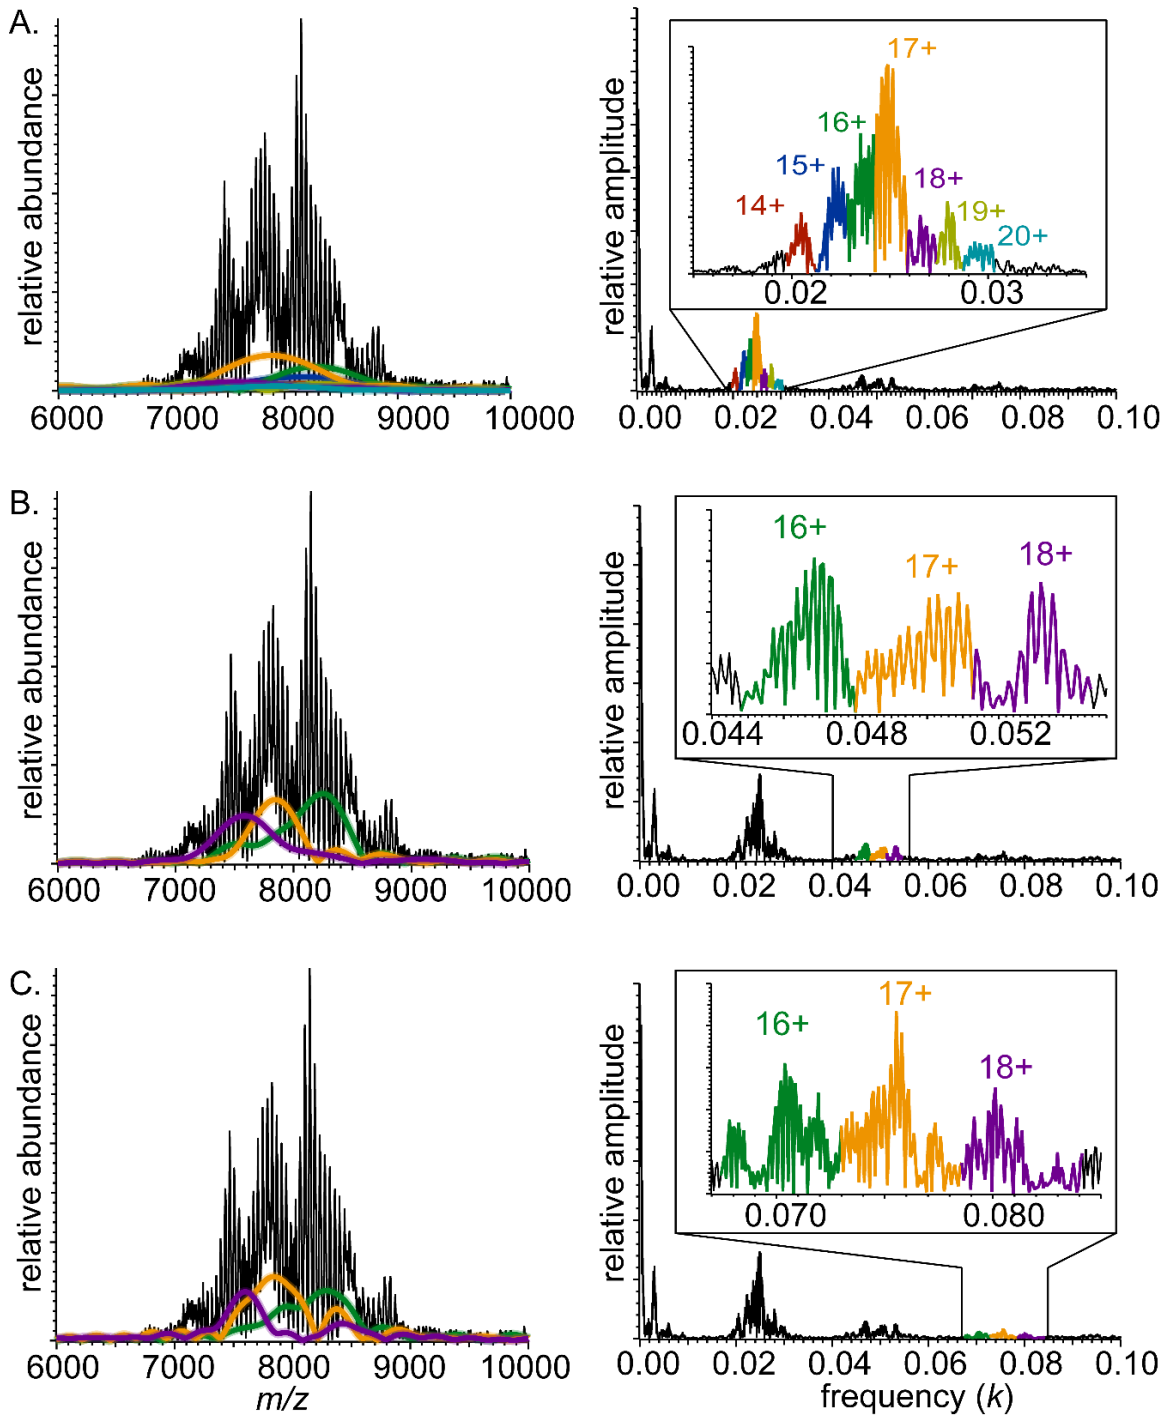 A.
relative abundance
6000 7000 8000 9000 10000
relative amplitude
14+ 15+ 16+ 17+ 18+ 19+ 20+
0.02 0.03
0.00 0.02 0.04 0.06 0.08 0.10
B.
relative abundance
6000 7000 8000 9000 10000
relative amplitude
16+ 17+ 18+
0.044 0.048 0.052
0.00 0.02 0.04 0.06 0.08 0.10
C.
relative abundance
6000 7000 8000 9000 10000
m/z
relative amplitude
16+ 17+ 18+
0.070 0.080
0.00 0.02 0.04 0.06 0.08 0.10
frequency (k)